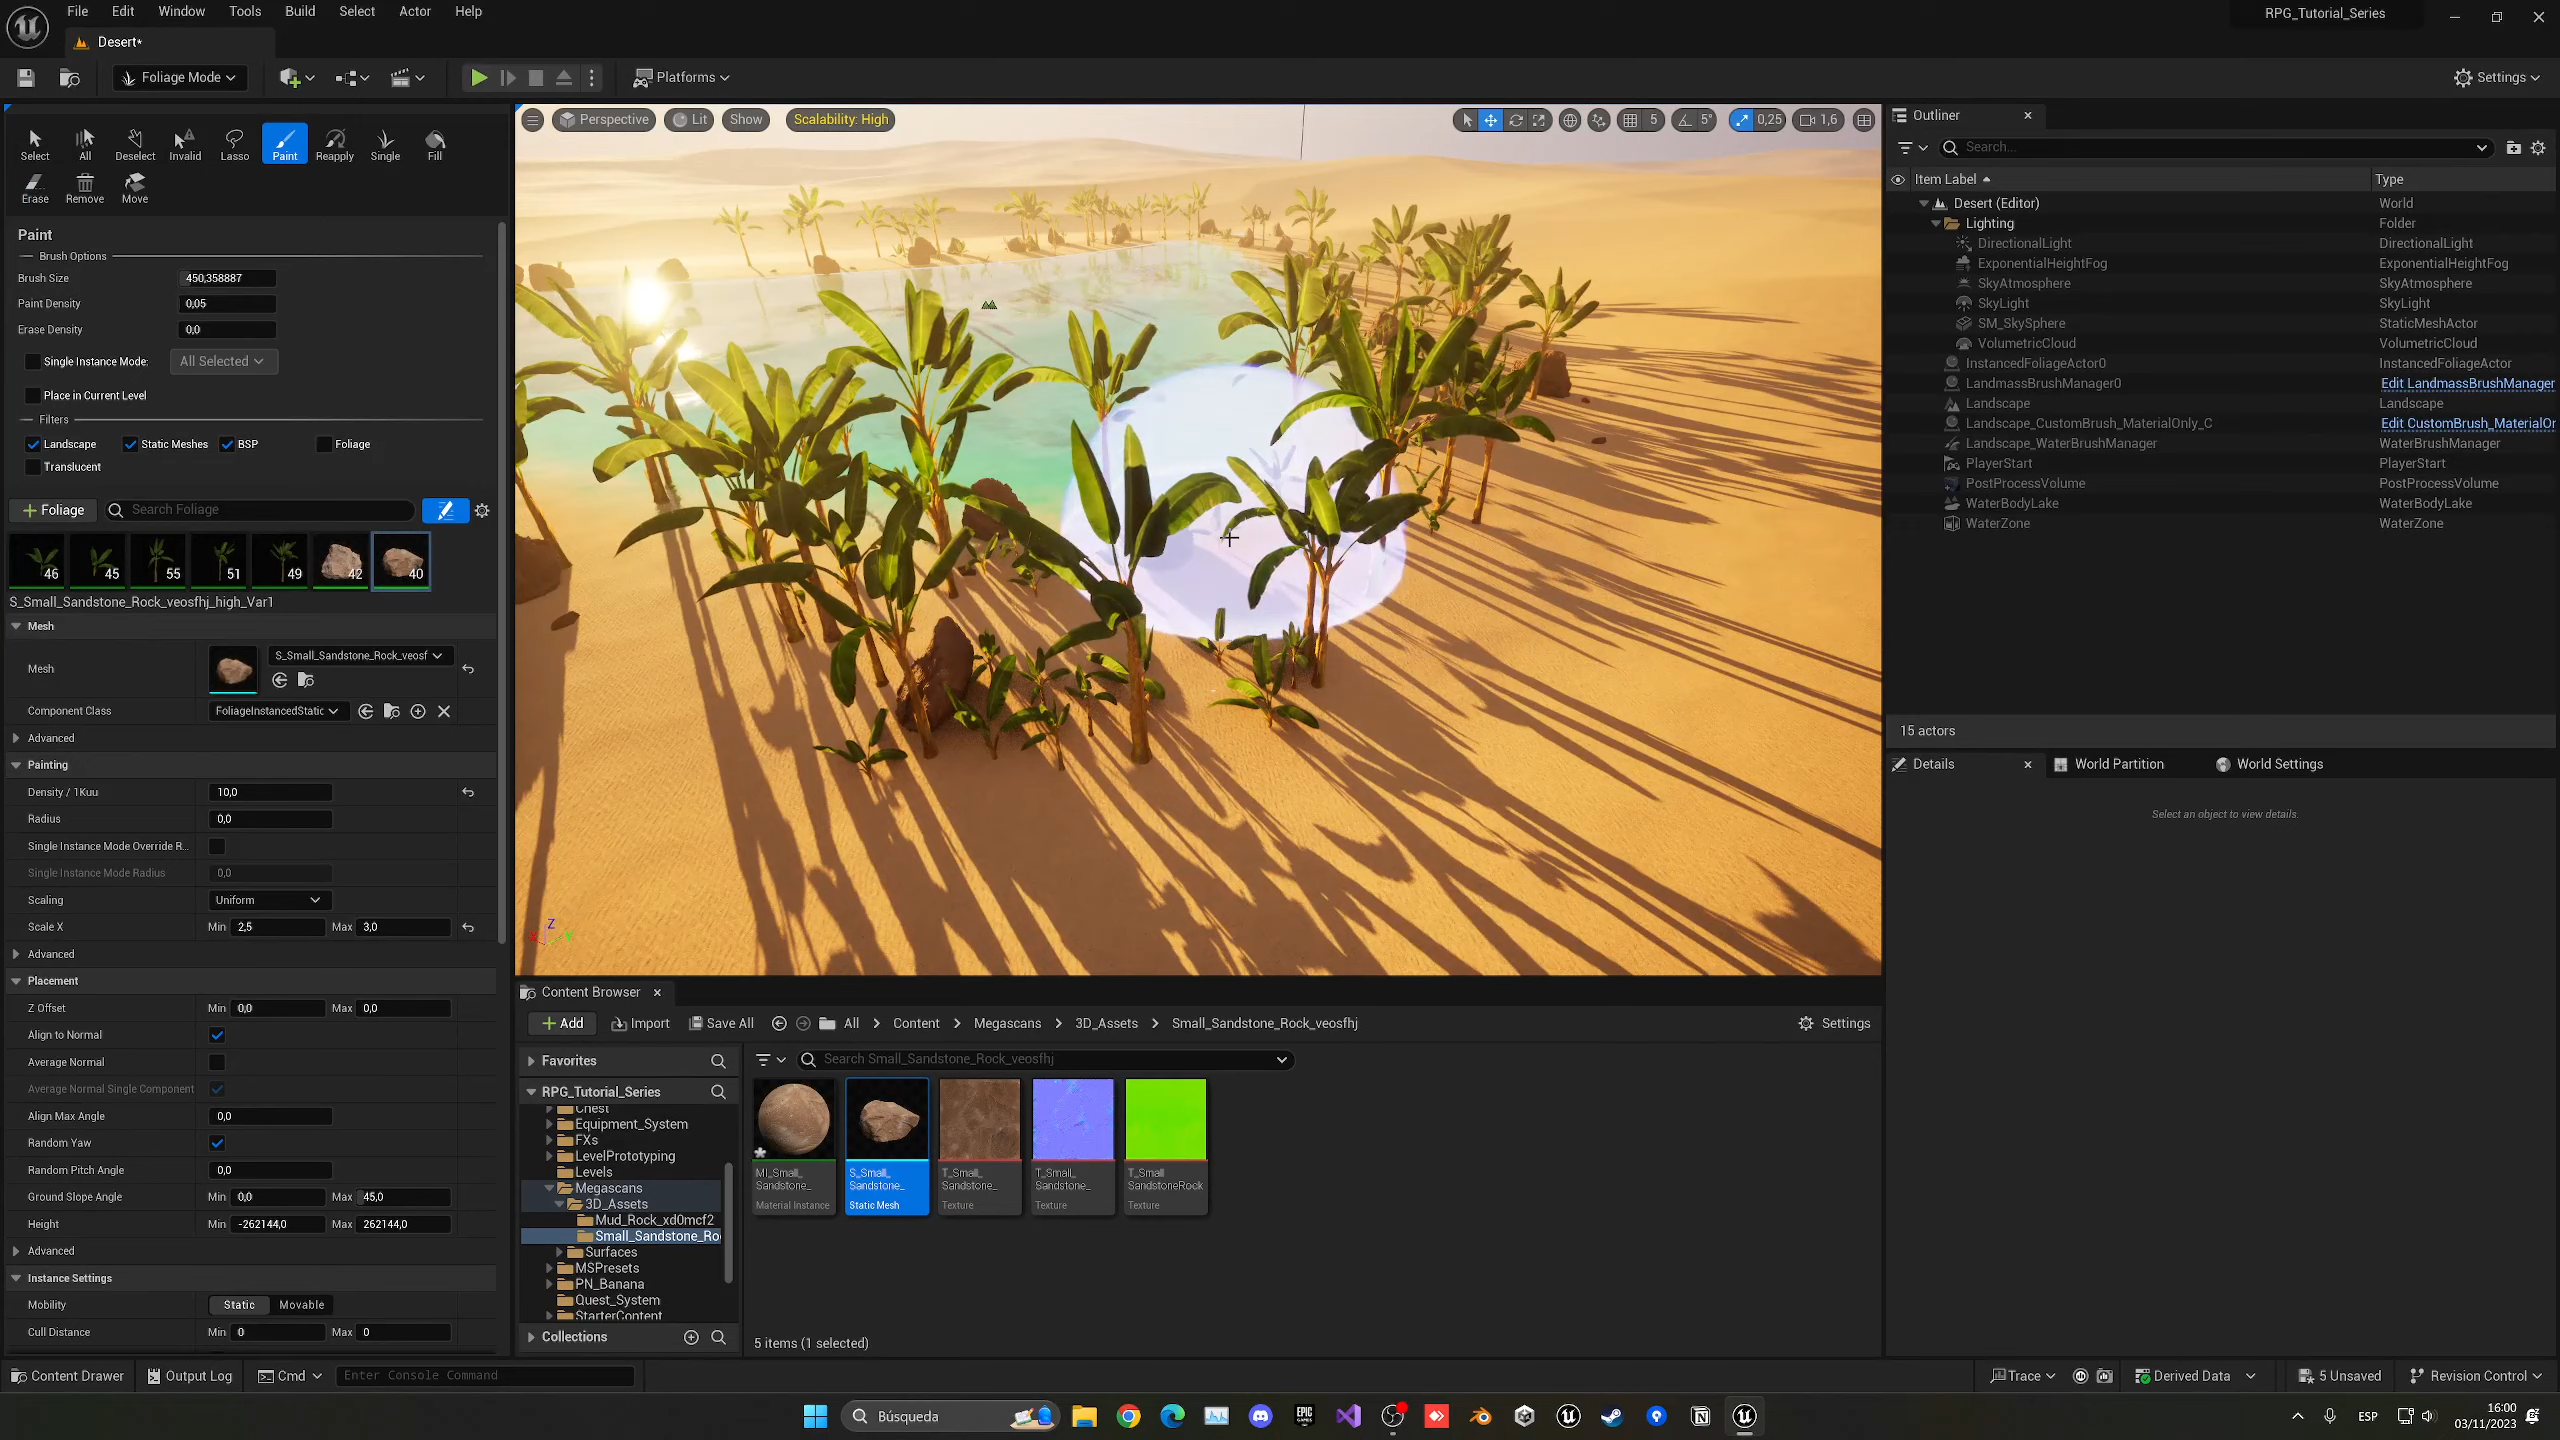 File Edit Window Tools Build Select Actor Help
RPG_Tutorial_Series
Desert*
Foliage Mode
Platforms
Settings
Select All Deselect Invalid Lasso Paint Reapply Single Fill
Erase Remove Move
Paint
Brush Options
Brush Size 450,358887
Paint Density 0,05
Erase Density 0,0
Single Instance Mode: All Selected
Place in Current Level
Filters
Landscape Static Meshes BSP Foliage
Translucent
+ Foliage Search Foliage
46 45 55 51 49 42 40
S_Small_Sandstone_Rock_veosfhj_high_Var1
Mesh
Mesh S_Small_Sandstone_Rock_veosf
Component Class FoliageInstancedStatic
Advanced
Painting
Density / 1Kuu 10,0
Radius 0,0
Single Instance Mode Override R...
Single Instance Mode Radius 0,0
Scaling Uniform
Scale X Min 2,5 Max 3,0
Advanced
Placement
Z Offset Min 0,0 Max 0,0
Align to Normal
Average Normal
Average Normal Single Component
Align Max Angle 0,0
Random Yaw
Random Pitch Angle 0,0
Ground Slope Angle Min 0,0 Max 45,0
Height Min -262144,0 Max 262144,0
Advanced
Instance Settings
Mobility Static Movable
Cull Distance Min 0 Max 0
Perspective Lit Show Scalability: High
5 5° 0,25 1,6
Z
X Y
Content Browser
+ Add Import Save All All > Content > Megascans > 3D_Assets > Small_Sandstone_Rock_veosfhj Settings
Favorites
Search Small_Sandstone_Rock_veosfhj
RPG_Tutorial_Series
Chest
Equipment_System
FXs
LevelPrototyping
Levels
Megascans
3D_Assets
Mud_Rock_xd0mcf2
Small_Sandstone_Ro
Surfaces
MSPresets
PN_Banana
Quest_System
StarterContent
Collections
MI_Small_
Sandstone_
Material Instance
S_Small_
Sandstone_
Static Mesh
T_Small_
Sandstone_
Texture
T_Small_
Sandstone_
Texture
T_Small
SandstoneRock
Texture
5 items (1 selected)
Outliner
Search...
Item Label Type
Desert (Editor) World
Lighting Folder
DirectionalLight DirectionalLight
ExponentialHeightFog ExponentialHeightFog
SkyAtmosphere SkyAtmosphere
SkyLight SkyLight
SM_SkySphere StaticMeshActor
VolumetricCloud VolumetricCloud
InstancedFoliageActor0 InstancedFoliageActor
LandmassBrushManager0 Edit LandmassBrushManager
Landscape Landscape
Landscape_CustomBrush_MaterialOnly_C Edit CustomBrush_MaterialOr
Landscape_WaterBrushManager WaterBrushManager
PlayerStart PlayerStart
PostProcessVolume PostProcessVolume
WaterBodyLake WaterBodyLake
WaterZone WaterZone
15 actors
Details World Partition World Settings
Select an object to view details.
Content Drawer Output Log Cmd Enter Console Command
Trace Derived Data 5 Unsaved Revision Control
Búsqueda
EPIC
GAMES
ESP
16:00
03/11/2023